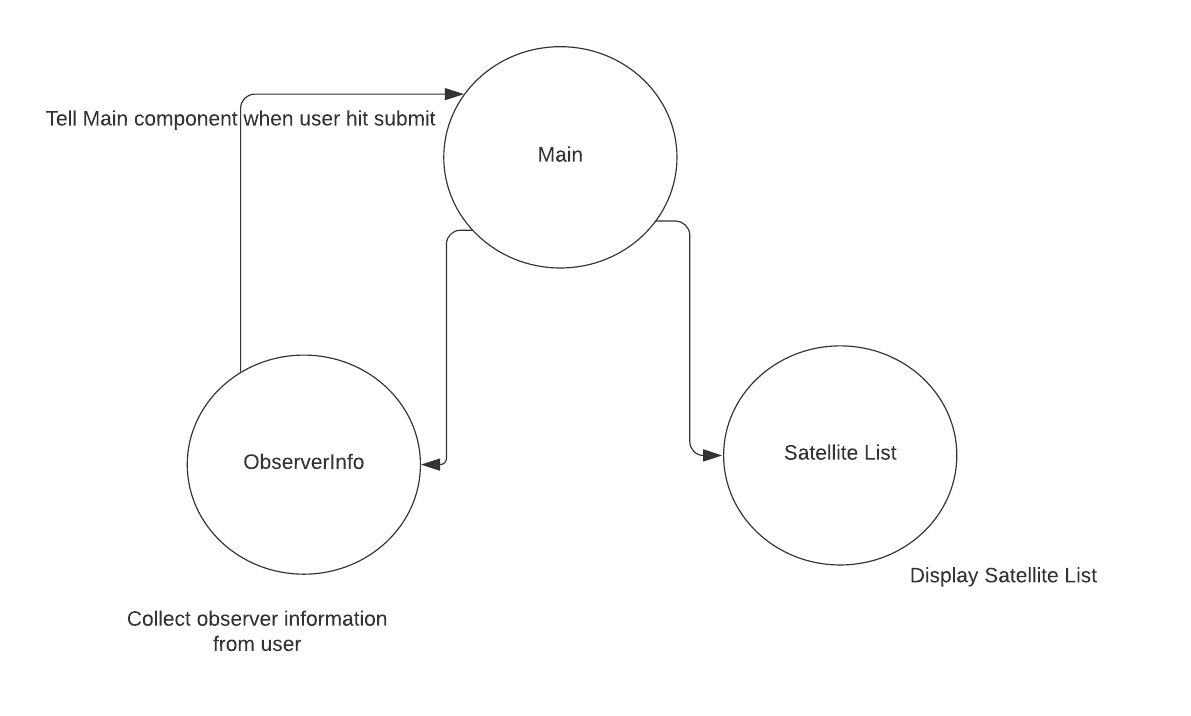 Tell Main component when user hit submit
Main
ObserverInfo
Satellite List
Display Satellite List
Collect observer information
from user